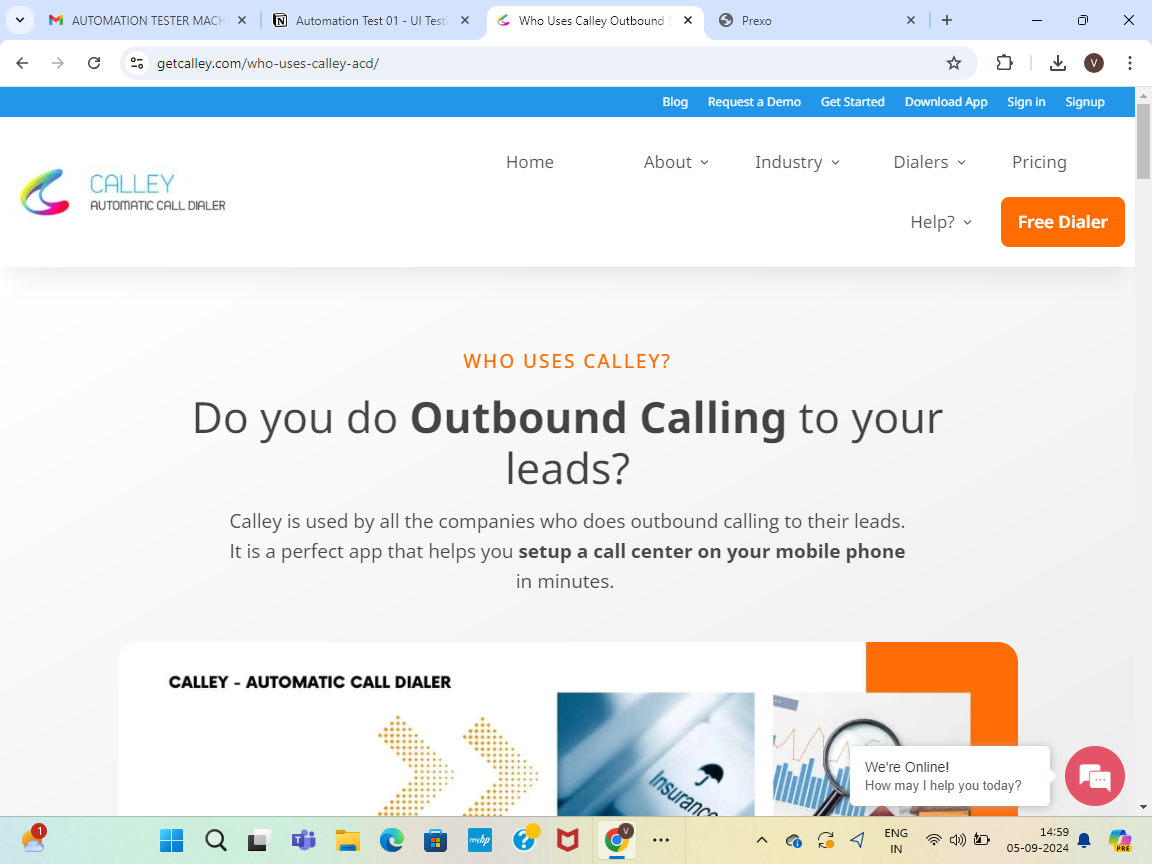 AUTOMATION TESTER MACH
Automation Test 01 - UI Test
Who Uses Calley Outbound
Prexo
getcalley.com/who-uses-calley-acd/
V
Blog Request a Demo Get Started Download App Sign in Signup
Home About Industry Dialers Pricing
CALLEY
AUTOMATIC CALL DIALER
Help? Free Dialer
WHO USES CALLEY?
Do you do Outbound Calling to your
leads?
Calley is used by all the companies who does outbound calling to their leads.
It is a perfect app that helps you setup a call center on your mobile phone
in minutes.
CALLEY - AUTOMATIC CALL DIALER
Insurance
We're Online!
How may I help you today?
1
myhp
V
ENG
IN
14:59
05-09-2024
PRE